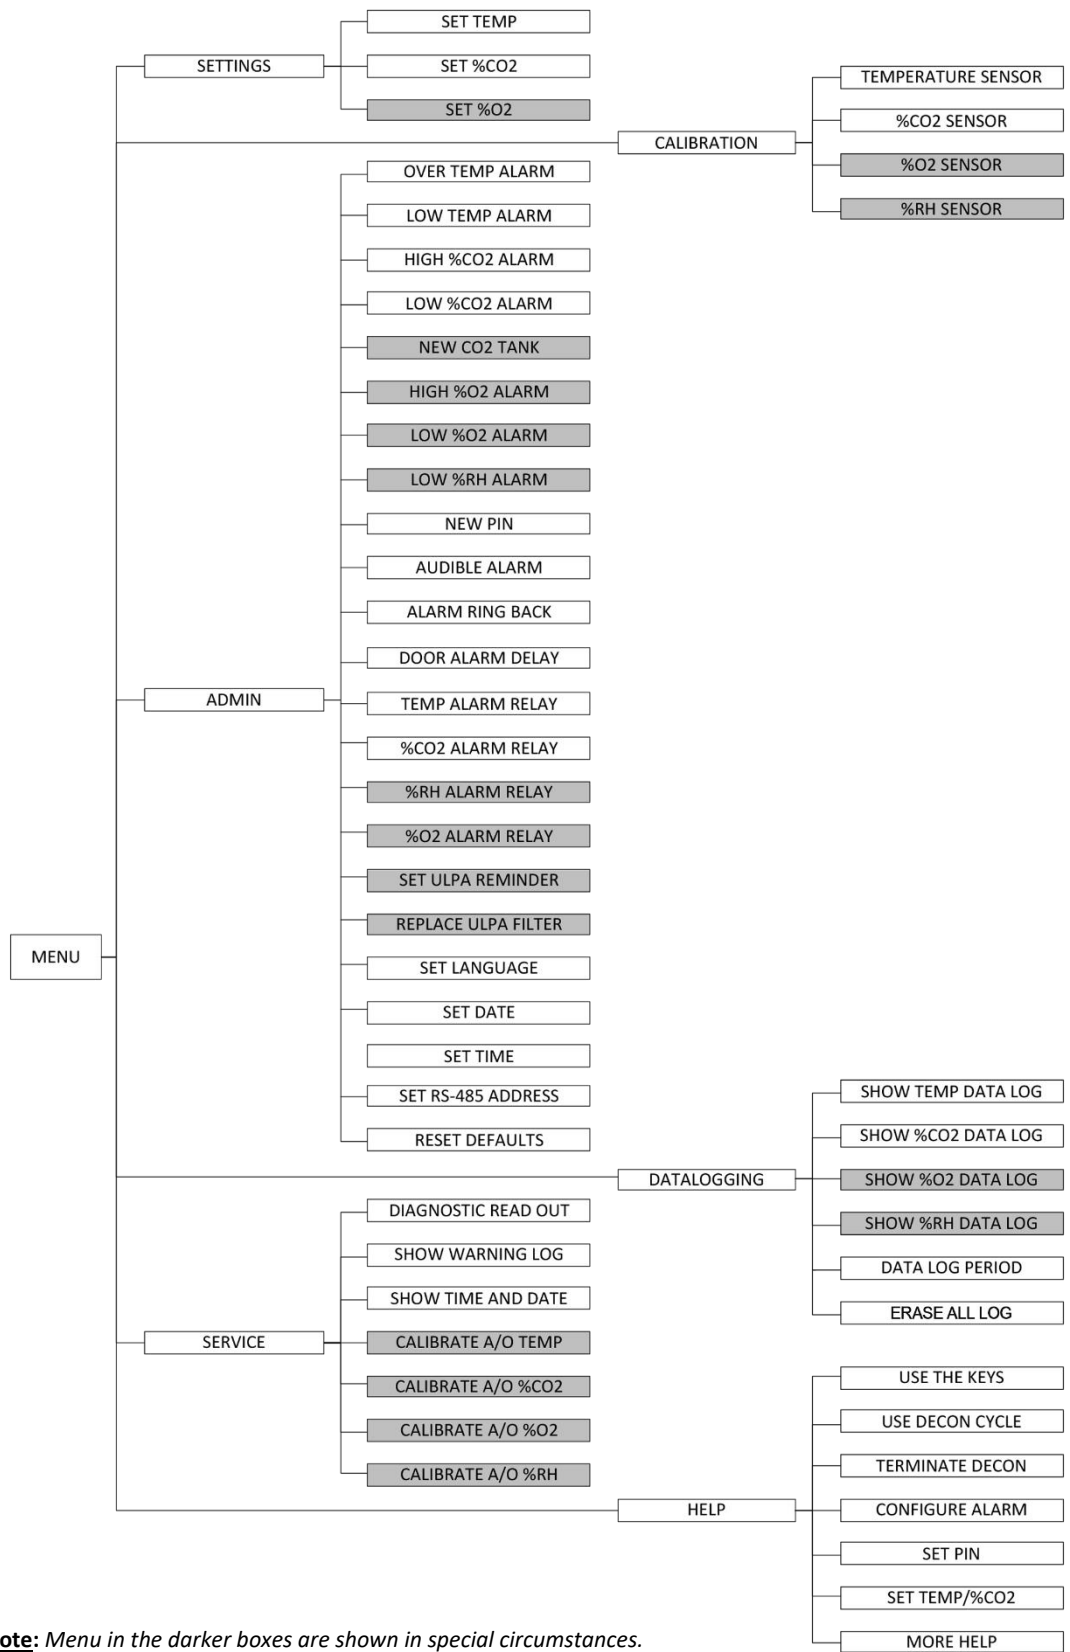 SET TEMP
SETTINGS
SET %CO2
SET %O2
CALIBRATION
TEMPERATURE SENSOR
%CO2 SENSOR
%O2 SENSOR
%RH SENSOR
OVER TEMP ALARM
LOW TEMP ALARM
HIGH %CO2 ALARM
LOW %CO2 ALARM
NEW CO2 TANK
HIGH %O2 ALARM
LOW %O2 ALARM
LOW %RH ALARM
NEW PIN
AUDIBLE ALARM
ALARM RING BACK
DOOR ALARM DELAY
ADMIN
TEMP ALARM RELAY
%CO2 ALARM RELAY
%RH ALARM RELAY
%O2 ALARM RELAY
SET ULPA REMINDER
REPLACE ULPA FILTER
MENU
SET LANGUAGE
SET DATE
SET TIME
SET RS-485 ADDRESS
RESET DEFAULTS
DATALOGGING
SHOW TEMP DATA LOG
SHOW %CO2 DATA LOG
SHOW %O2 DATA LOG
SHOW %RH DATA LOG
DATA LOG PERIOD
ERASE ALL LOG
DIAGNOSTIC READ OUT
SHOW WARNING LOG
SHOW TIME AND DATE
SERVICE
CALIBRATE A/O TEMP
CALIBRATE A/O %CO2
CALIBRATE A/O %O2
CALIBRATE A/O %RH
HELP
USE THE KEYS
USE DECON CYCLE
TERMINATE DECON
CONFIGURE ALARM
SET PIN
SET TEMP/%CO2
MORE HELP
ote: Menu in the darker boxes are shown in special circumstances.